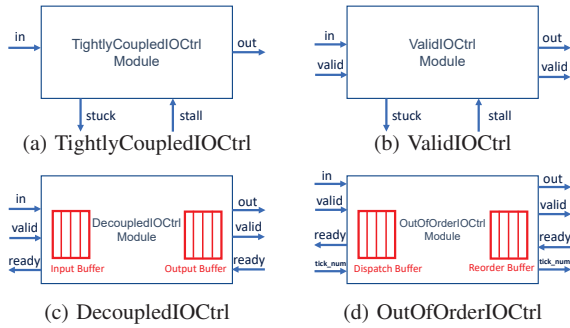 in
TightlyCoupledIOCtrl
Module
out
stuck
stall
(a) TightlyCoupledIOCtrl
in
valid
ValidIOCtrl
Module
out
valid
stuck
stall
(b) ValidIOCtrl
in
valid
ready
DecoupledIOCtrl
Module
Input Buffer
Output Buffer
out
valid
ready
(c) DecoupledIOCtrl
in
valid
ready
tick_num
OutOfOrderIOCtrl
Module
Dispatch Buffer
Reorder Buffer
out
valid
ready
tick_num
(d) OutOfOrderIOCtrl